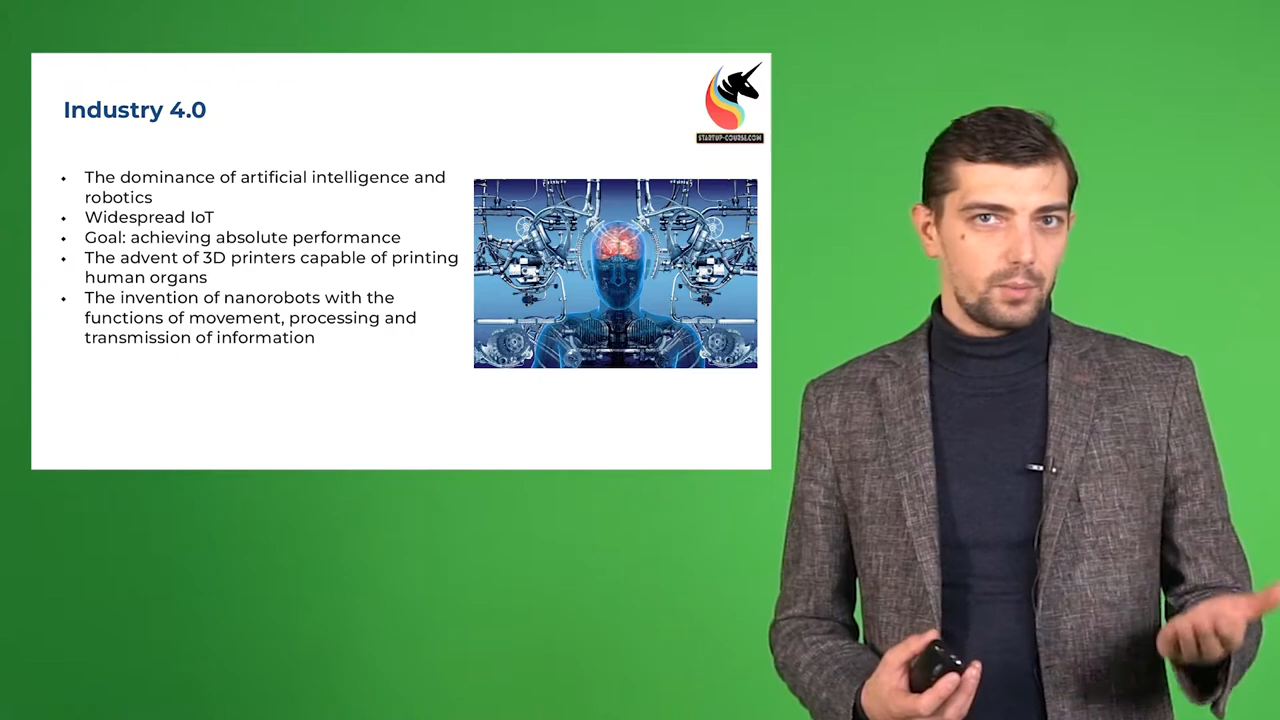 Industry 4.0
STARTUP-COURSE.COM
• The dominance of artificial intelligence and
robotics
• Widespread IoT
• Goal: achieving absolute performance
• The advent of 3D printers capable of printing
human organs
• The invention of nanorobots with the
functions of movement, processing and
transmission of information